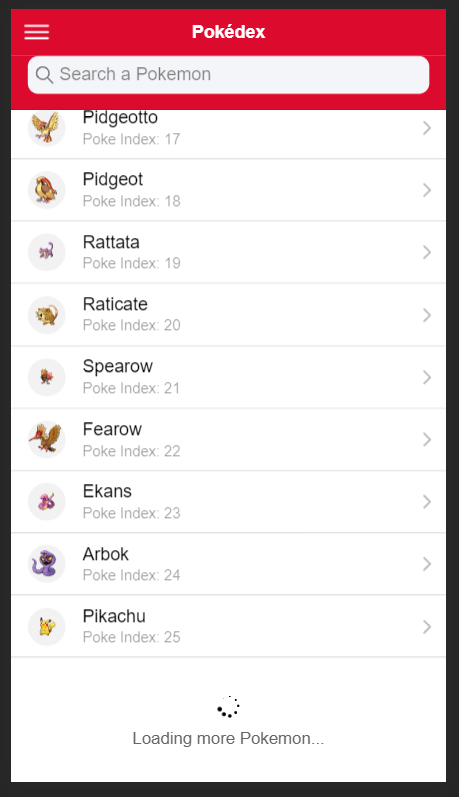 Pokédex
Search a Pokemon
Pidgeotto
Poke Index: 17
Pidgeot
Poke Index: 18
Rattata
Poke Index: 19
Raticate
Poke Index: 20
Spearow
Poke Index: 21
Fearow
Poke Index: 22
Ekans
Poke Index: 23
Arbok
Poke Index: 24
Pikachu
Poke Index: 25
Loading more Pokemon...